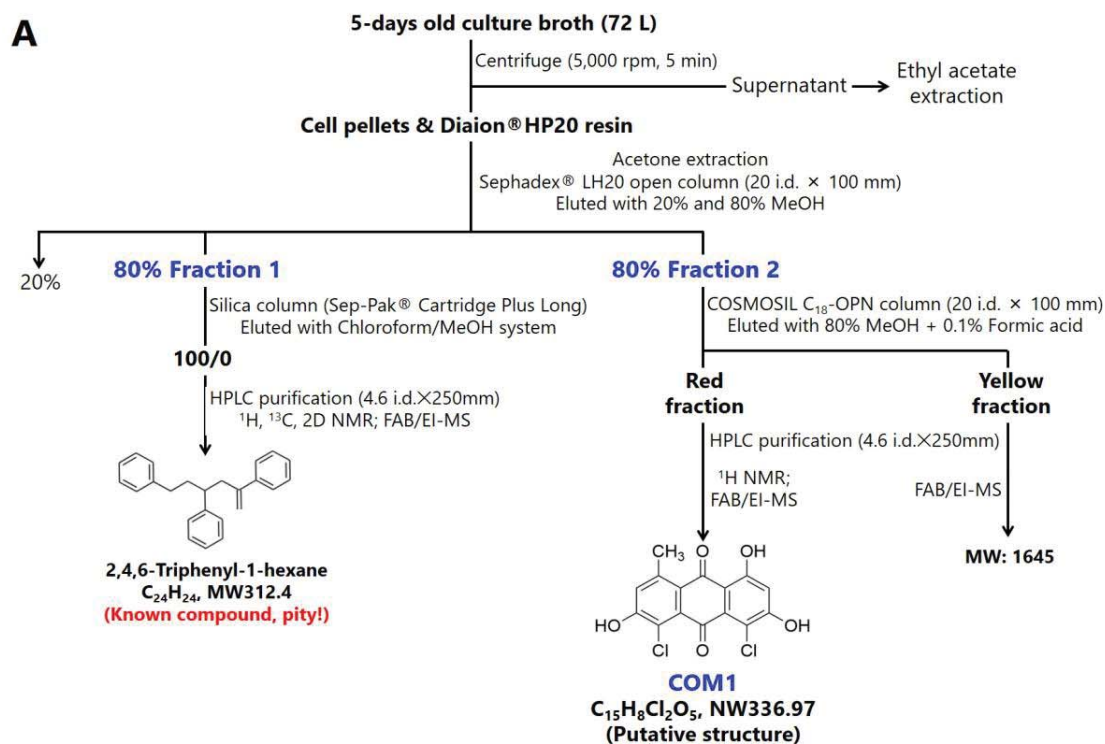 A
5-days old culture broth (72 L)
Centrifuge (5,000 rpm, 5 min)
Supernatant
Ethyl acetate
extraction
Cell pellets & Diaion®HP20 resin
Acetone extraction
Sephadex® LH20 open column (20 i.d. × 100 mm)
Eluted with 20% and 80% MeOH
20%
80% Fraction 1
80% Fraction 2
Silica column (Sep-Pak® Cartridge Plus Long)
Eluted with Chloroform/MeOH system
COSMOSIL C₁₈-OPN column (20 i.d. × 100 mm)
Eluted with 80% MeOH + 0.1% Formic acid
100/0
Red
fraction
Yellow
fraction
HPLC purification (4.6 i.d.×250mm)
¹H, ¹³C, 2D NMR; FAB/EI-MS
HPLC purification (4.6 i.d.×250mm)
¹H NMR;
FAB/EI-MS
FAB/EI-MS
MW: 1645
CH₃
O
OH
HO
OH
Cl
O
Cl
2,4,6-Triphenyl-1-hexane
C₂₄H₂₄, MW312.4
(Known compound, pity!)
COM1
C₁₅H₈Cl₂O₅, NW336.97
(Putative structure)